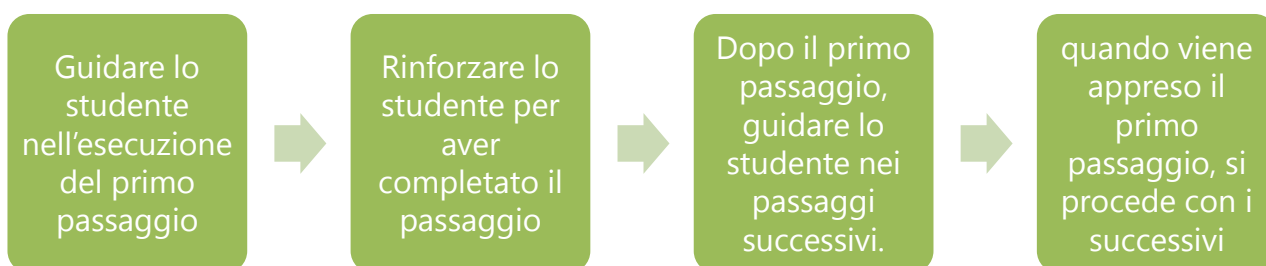 Guidare lo
studente
nell'esecuzione
del primo
passaggio
Rinforzare lo
studente per
aver
completato il
passaggio
Dopo il primo
passaggio,
guidare lo
studente nei
passaggi
successivi.
quando viene
appreso il
primo
passaggio, si
procede con i
successivi